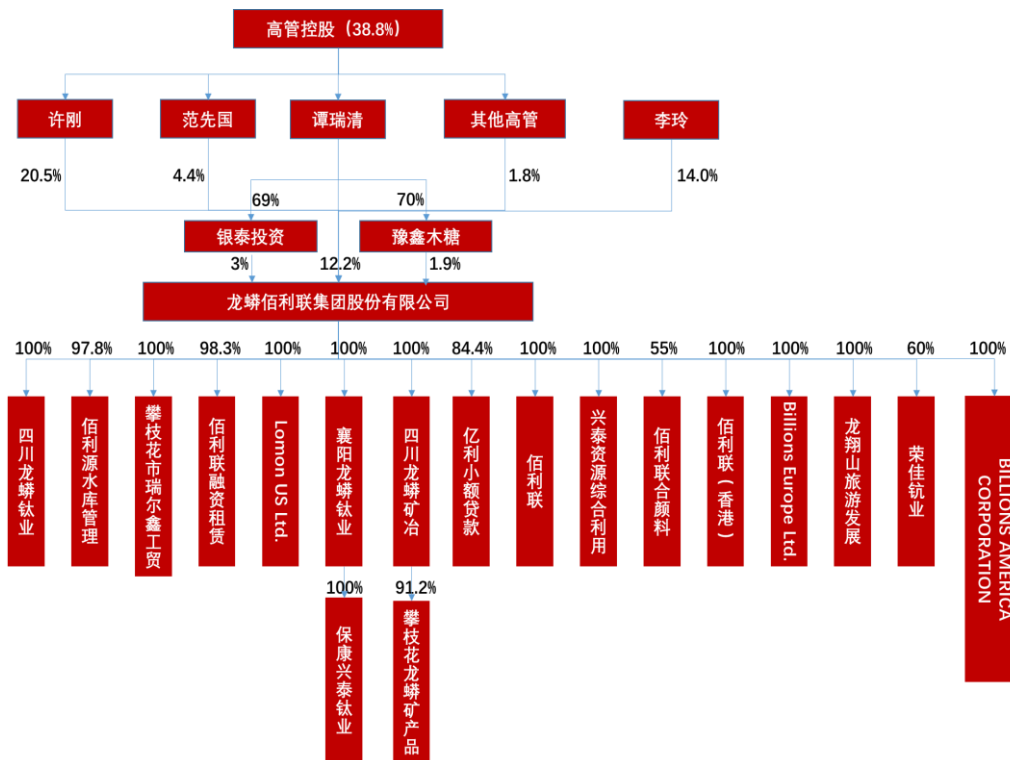 高管控股（38.8%）
许刚
范先国
谭瑞清
其他高管
李玲
20.5%
4.4%
1.8%
14.0%
69%
70%
银泰投资
豫鑫木糖
3%
12.2%
1.9%
龙蟒佰利联集团股份有限公司
100%
97.8%
100%
98.3%
100%
100%
100%
84.4%
100%
100%
55%
100%
100%
100%
60%
100%
四川龙蟒钛业
佰利源水库管理
攀枝花市瑞尔鑫工贸
佰利联融资租赁
Lomon US Ltd.
襄阳龙蟒钛业
四川龙蟒矿冶
亿利小额贷款
佰利联
兴泰资源综合利用
佰利联合颜料
佰利联（香港）
Billions Europe Ltd.
龙翔山旅游发展
荣佳钪业
BILLIONS AMERICA
CORPORATION
100%
91.2%
保康兴泰钛业
攀枝花龙蟒矿产品